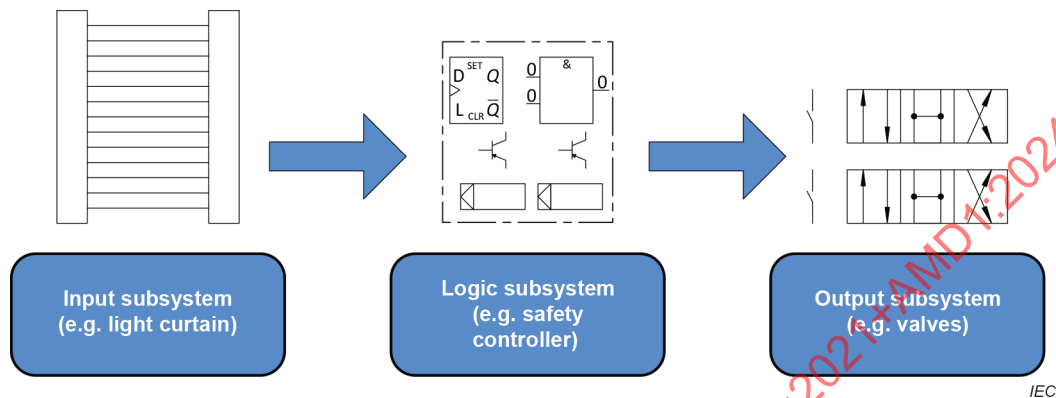 SET
D Q
L CLR Q̅
&
0
0
0
Input subsystem
(e.g. light curtain)
Logic subsystem
(e.g. safety
controller)
Output subsystem
(e.g. valves)
2021+AMD1:2024
IEC